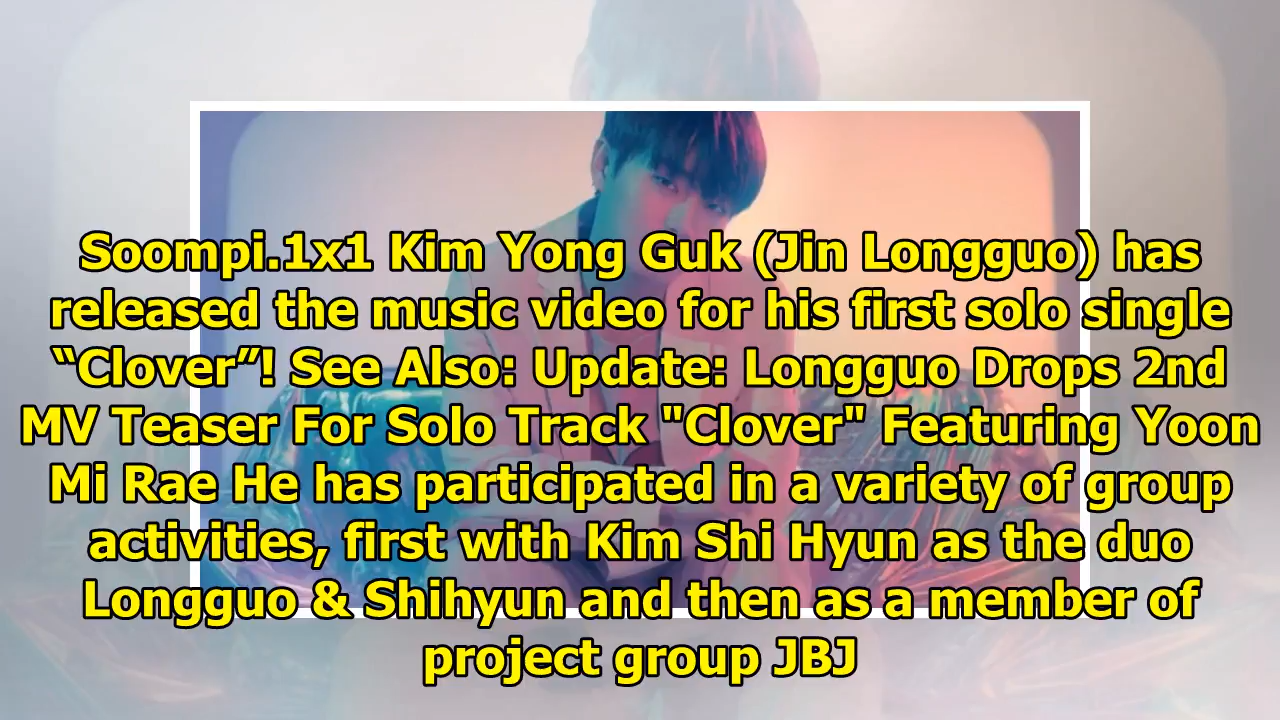 Soompi.1x1 Kim Yong Guk (Jin Longguo) has
released the music video for his first solo single
“Clover”! See Also: Update: Longguo Drops 2nd
MV Teaser For Solo Track "Clover" Featuring Yoon
Mi Rae He has participated in a variety of group
activities, first with Kim Shi Hyun as the duo
Longguo & Shihyun and then as a member of
project group JBJ